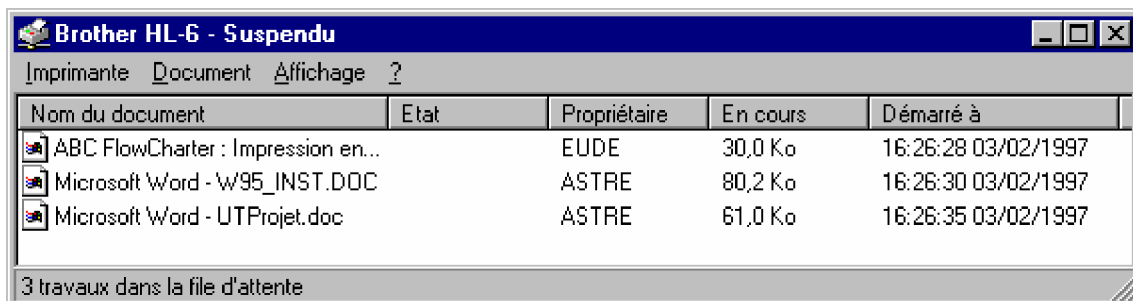 Brother HL-6 - Suspendu
Imprimante Document Affichage ?
Nom du document Etat Propriétaire En cours Démarré à
ABC FlowCharter : Impression en... EUDE 30,0 Ko 16:26:28 03/02/1997
Microsoft Word - W95_INST.DOC ASTRE 80,2 Ko 16:26:30 03/02/1997
Microsoft Word - UTProjet.doc ASTRE 61,0 Ko 16:26:35 03/02/1997
3 travaux dans la file d'attente